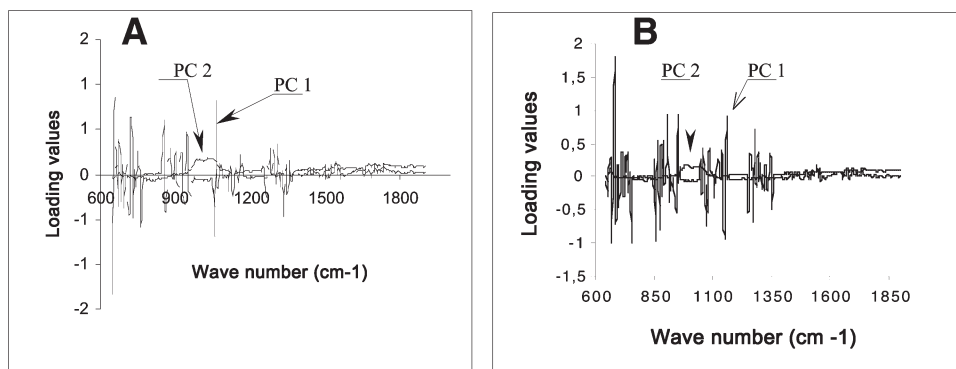 A
2
1
1
0
-1
-1
-2
600
900
1200
1500
1800
PC 2
PC 1
Loading values
Wave number (cm-1)
B
2
1,5
1
0,5
0
-0,5
-1
-1,5
600
850
1100
1350
1600
1850
PC 2
PC 1
Loading values
Wave number (cm -1)